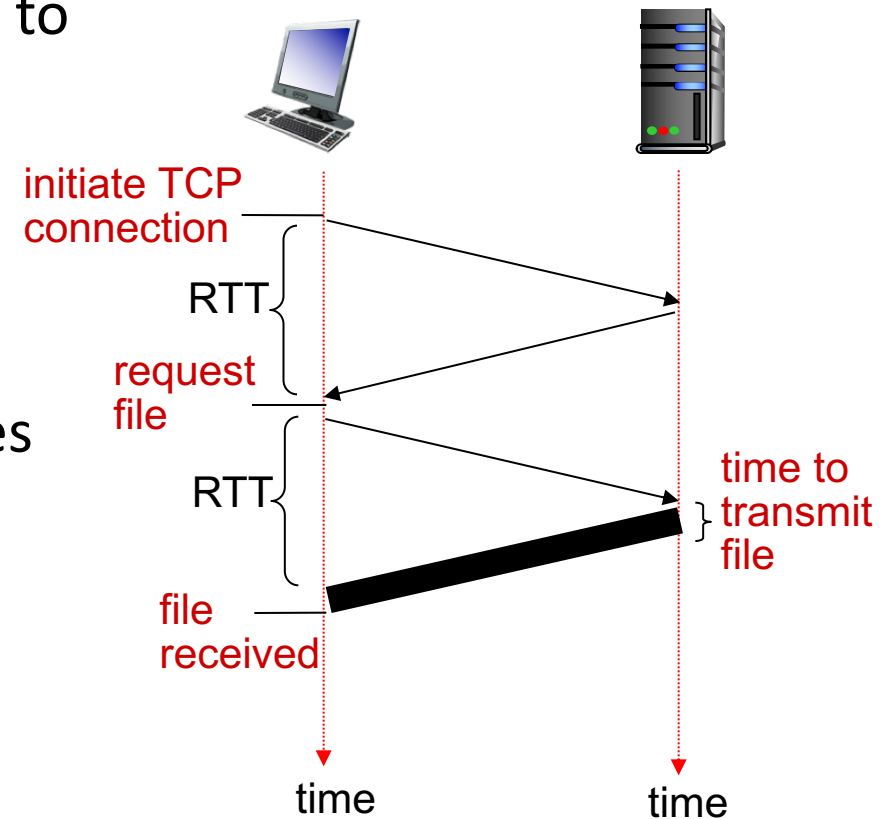 to
initiate TCP
connection
RTT
request
file
es
RTT
time to
transmit
file
file
received
time
time